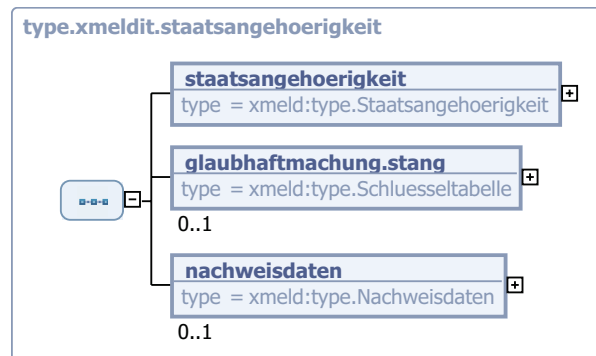 type.xmeldit.staatsangehoerigkeit
staatsangehoerigkeit
type = xmeld:type.Staatsangehoerigkeit
glaubhaftmachung.stang
type = xmeld:type.Schluesseltabelle
0..1
nachweisdaten
type = xmeld:type.Nachweisdaten
0..1